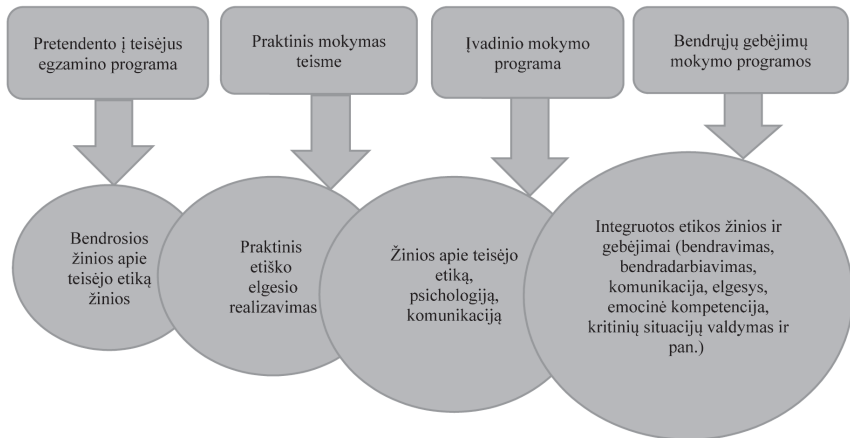 Pretendento į teisėjus
egzamino programa
Praktinis mokymas
teisme
Įvadinio mokymo
programa
Bendrųjų gebėjimų
mokymo programos
Bendrosios
žinios apie
teisėjo etiką
žinios
Praktinis
etiško
elgesio
realizavimas
Žinios apie teisėjo
etiką,
psichologiją,
komunikaciją
Integruotos etikos žinios ir
gebėjimai (bendravimas,
bendradarbiavimas,
komunikacija, elgesys,
emocinė kompetencija,
kritinių situacijų valdymas ir
pan.)